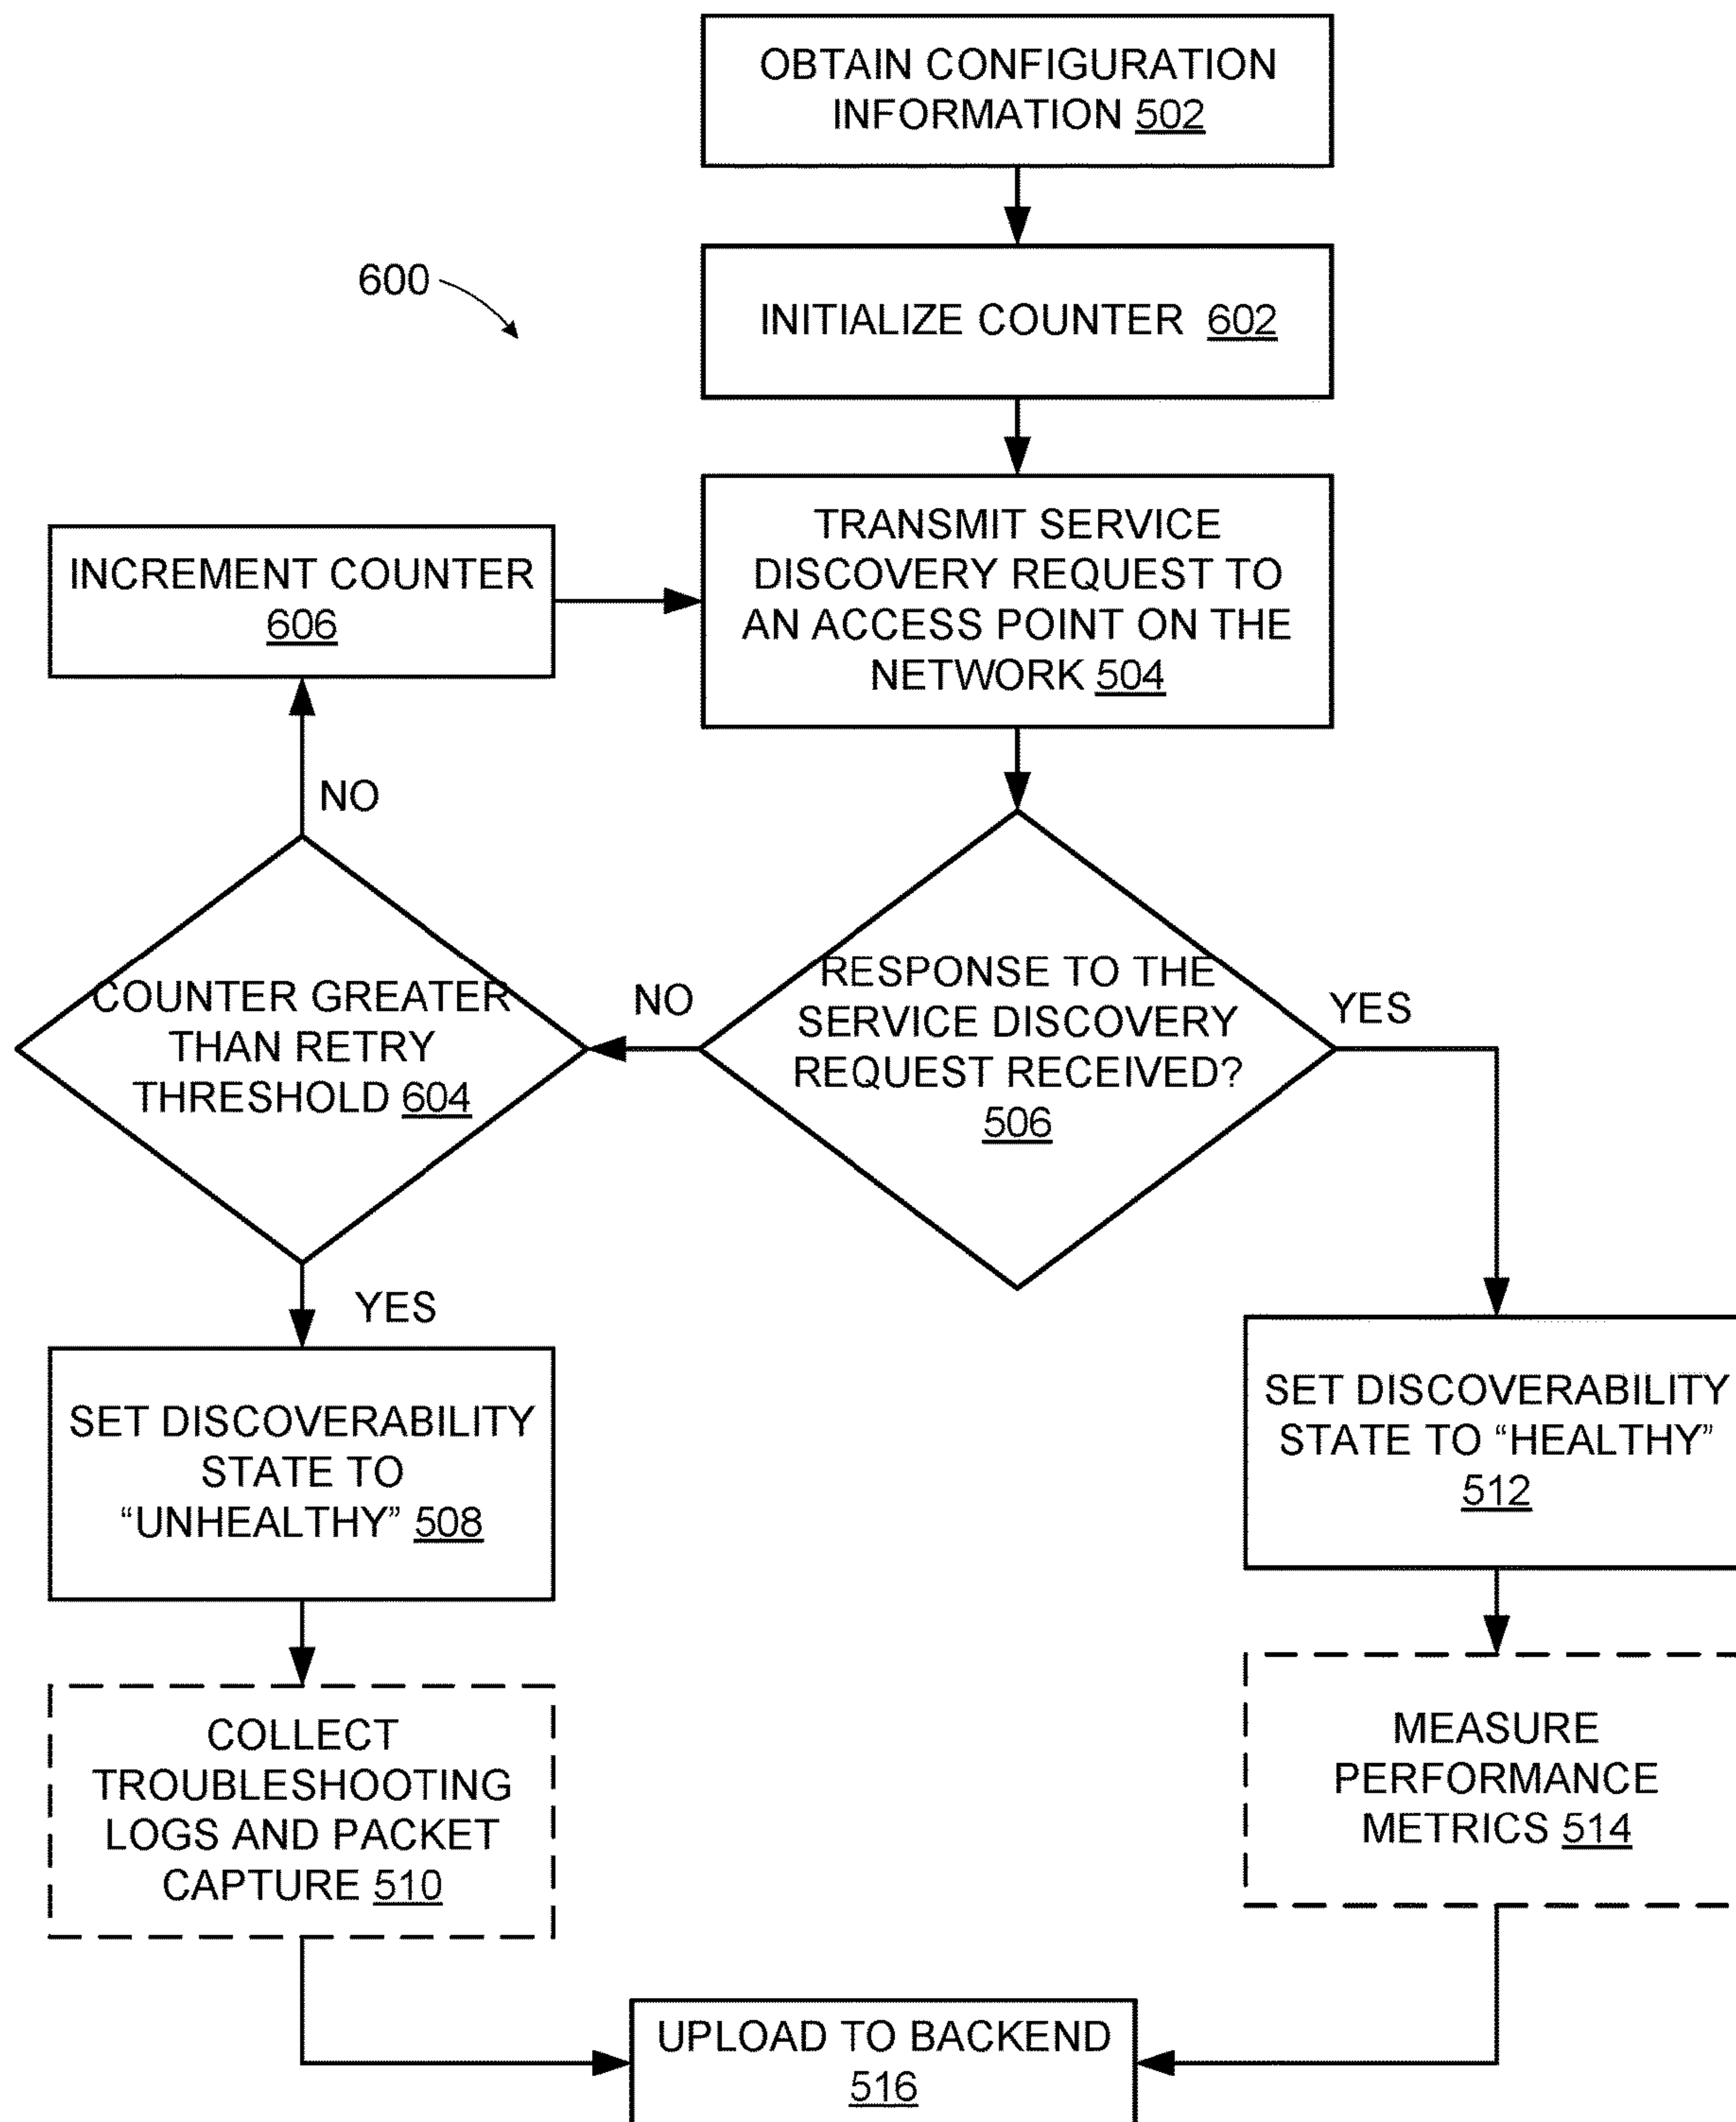 OBTAIN CONFIGURATION
INFORMATION 502
600
INITIALIZE COUNTER 602
TRANSMIT SERVICE
DISCOVERY REQUEST TO
AN ACCESS POINT ON THE
NETWORK 504
INCREMENT COUNTER
606
NO
RESPONSE TO THE
SERVICE DISCOVERY
REQUEST RECEIVED?
506
NO
YES
COUNTER GREATER
THAN RETRY
THRESHOLD 604
YES
SET DISCOVERABILITY
STATE TO
“UNHEALTHY” 508
SET DISCOVERABILITY
STATE TO “HEALTHY”
512
COLLECT
TROUBLESHOOTING
LOGS AND PACKET
CAPTURE 510
MEASURE
PERFORMANCE
METRICS 514
UPLOAD TO BACKEND
516